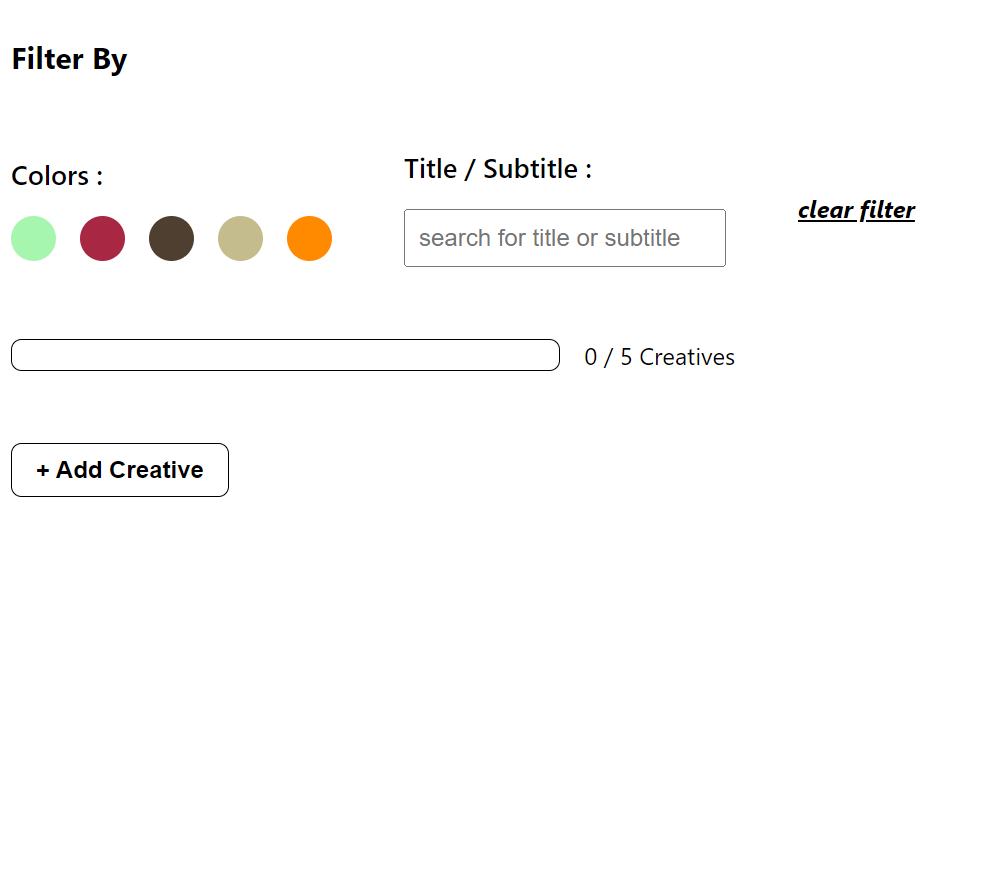 Filter By
Colors :
Title / Subtitle :
search for title or subtitle
clear filter
0 / 5 Creatives
+ Add Creative